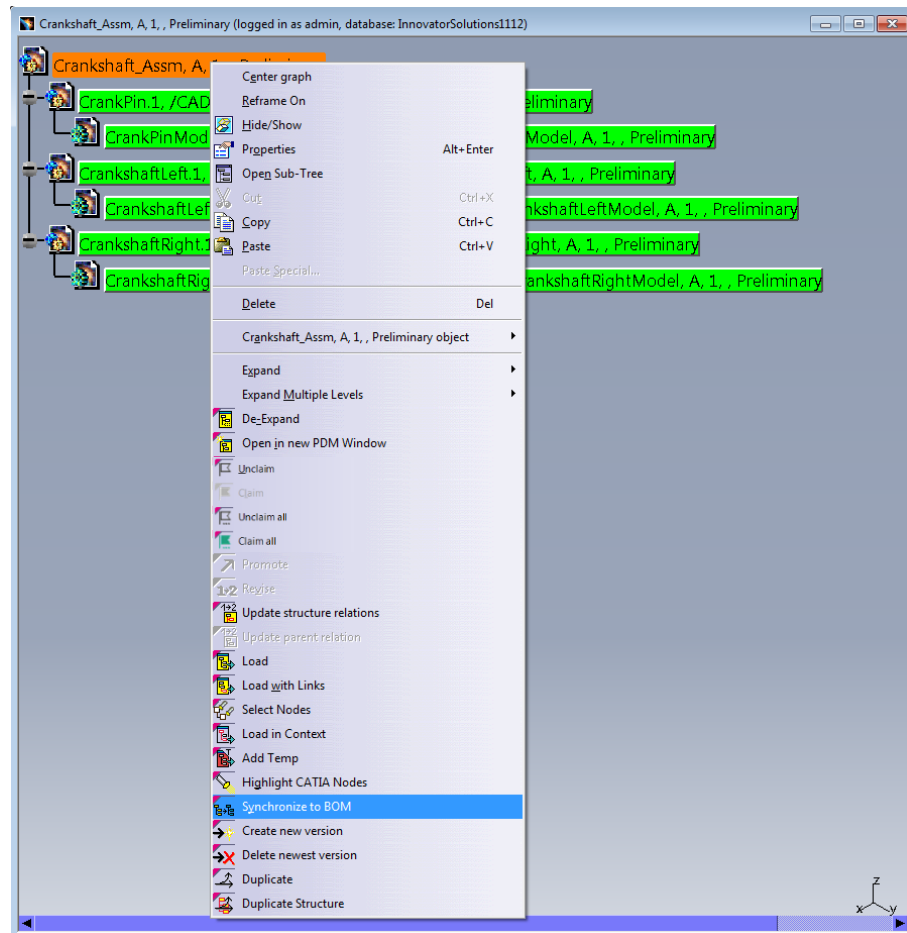 Crankshaft_Assm, A, 1, , Preliminary (logged in as admin, database: InnovatorSolutions1112)
Crankshaft_Assm, A,
CrankPin.1, /CAD
eliminary
CrankPinMod
Model, A, 1, , Preliminary
CrankshaftLeft.1,
ft, A, 1, , Preliminary
CrankshaftLef
nkshaftLeftModel, A, 1, , Preliminary
CrankshaftRight.1
ight, A, 1, , Preliminary
CrankshaftRig
ankshaftRightModel, A, 1, , Preliminary
Center graph
Reframe On
Hide/Show
Properties Alt+Enter
Open Sub-Tree
Cut Ctrl+X
Copy Ctrl+C
Paste Ctrl+V
Paste Special...
Delete Del
Crankshaft_Assm, A, 1, , Preliminary object
Expand
Expand Multiple Levels
De-Expand
Open in new PDM Window
Unclaim
Claim
Unclaim all
Claim all
Promote
Revise
Update structure relations
Update parent relation
Load
Load with Links
Select Nodes
Load in Context
Add Temp
Highlight CATIA Nodes
Synchronize to BOM
Create new version
Delete newest version
Duplicate
Duplicate Structure
z
x y